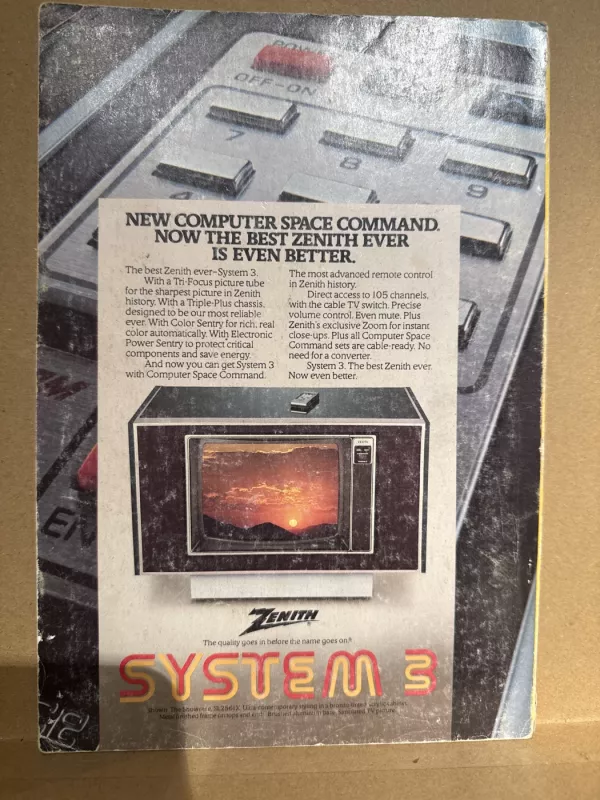 POWER
OFF-ON
7
8
9
4
NEW COMPUTER SPACE COMMAND.
NOW THE BEST ZENITH EVER
IS EVEN BETTER.
The best Zenith ever–System 3.
With a Tri-Focus picture tube
for the sharpest picture in Zenith
history. With a Triple-Plus chassis,
designed to be our most reliable
ever. With Color Sentry for rich, real
color automatically. With Electronic
Power Sentry to protect critical
components and save energy.
And now you can get System 3
with Computer Space Command.
The most advanced remote control
in Zenith history.
Direct access to 105 channels,
with the cable TV switch. Precise
volume control. Even mute. Plus
Zenith's exclusive Zoom for instant
close-ups. Plus all Computer Space
Command sets are cable-ready. No
need for a converter.
System 3. The best Zenith ever.
Now even better.
EN
ZENITH
The quality goes in before the name goes on.®
SYSTEM 3